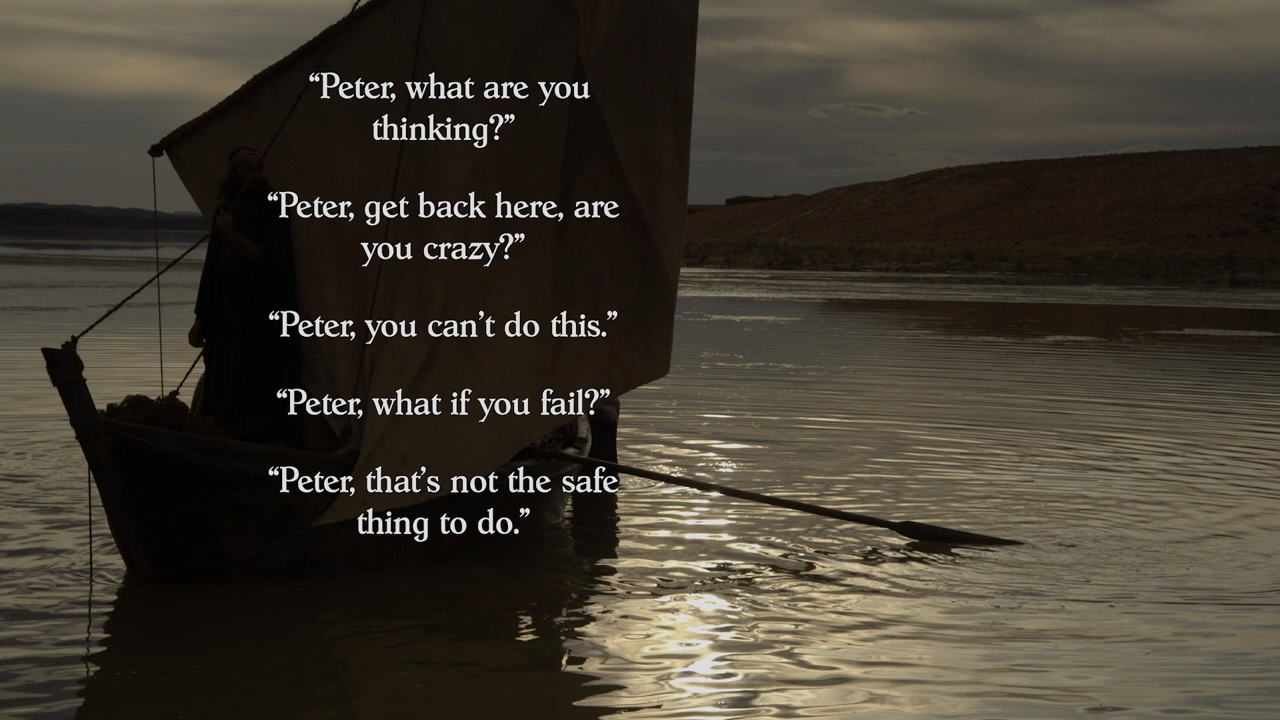 “Peter, what are you
thinking?”
“Peter, get back here, are
you crazy?”
“Peter, you can’t do this.”
“Peter, what if you fail?”
“Peter, that’s not the safe
thing to do.”